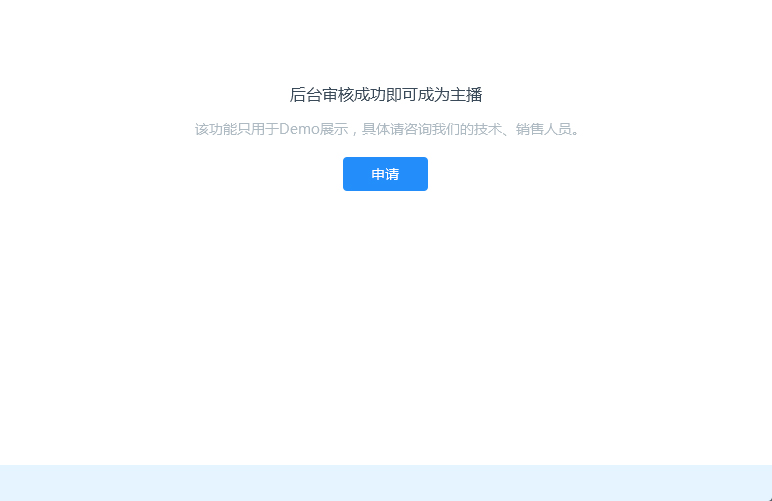 后台审核成功即可成为主播
该功能只用于Demo展示，具体请咨询我们的技术、销售人员。
申请